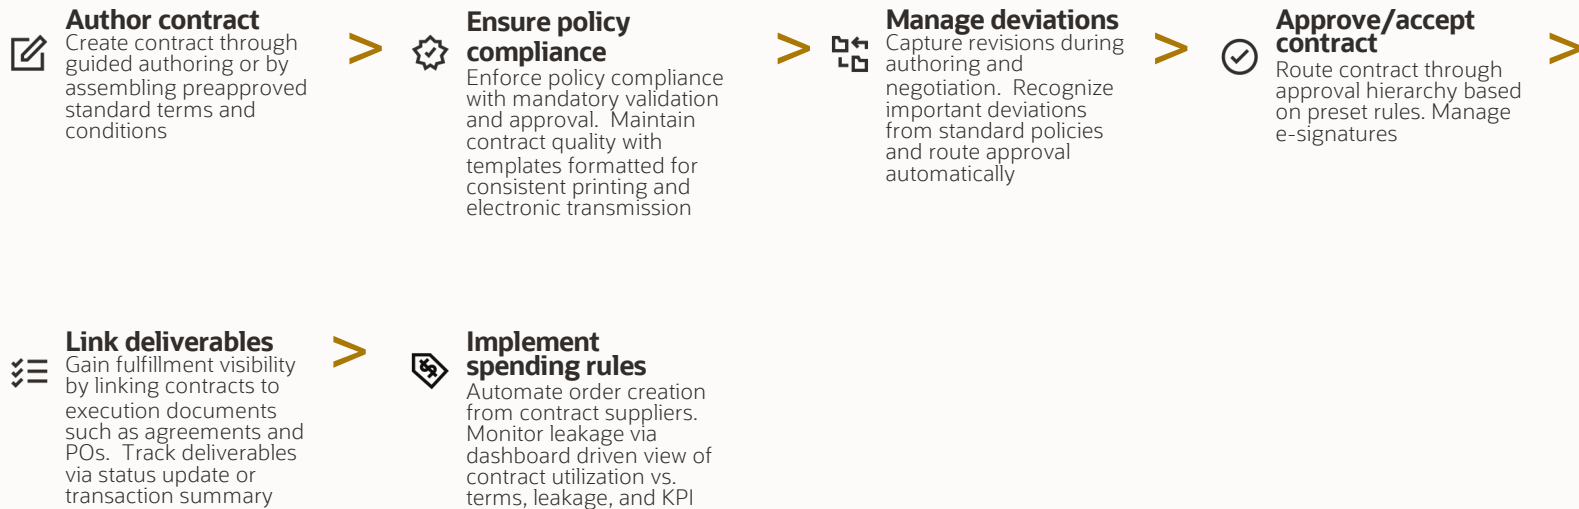 Author contract
Create contract through
guided authoring or by
assembling preapproved
standard terms and
conditions
>
Ensure policy
compliance
Enforce policy compliance
with mandatory validation
and approval.  Maintain
contract quality with
templates formatted for
consistent printing and
electronic transmission
>
Manage deviations
Capture revisions during
authoring and
negotiation.  Recognize
important deviations
from standard policies
and route approval
automatically
>
Approve/accept
contract
Route contract through
approval hierarchy based
on preset rules. Manage
e-signatures
>
Link deliverables
Gain fulfillment visibility
by linking contracts to
execution documents
such as agreements and
POs.  Track deliverables
via status update or
transaction summary
>
Implement
spending rules
Automate order creation
from contract suppliers.
Monitor leakage via
dashboard driven view of
contract utilization vs.
terms, leakage, and KPI